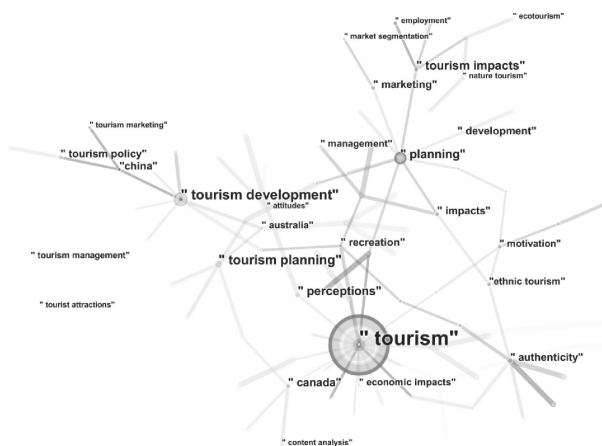 " employment"
" ecotourism"
" market segmentation"
" tourism impacts"
" nature tourism"
" marketing"
" tourism marketing"
" development"
" management"
" planning"
" tourism policy"
"china"
" tourism development"
" attitudes"
" impacts"
" australia"
" recreation"
" motivation"
" tourism management"
" tourism planning"
"ethnic tourism"
" perceptions"
" tourist attractions"
" tourism"
" authenticity"
" canada"
" economic impacts"
" content analysis"